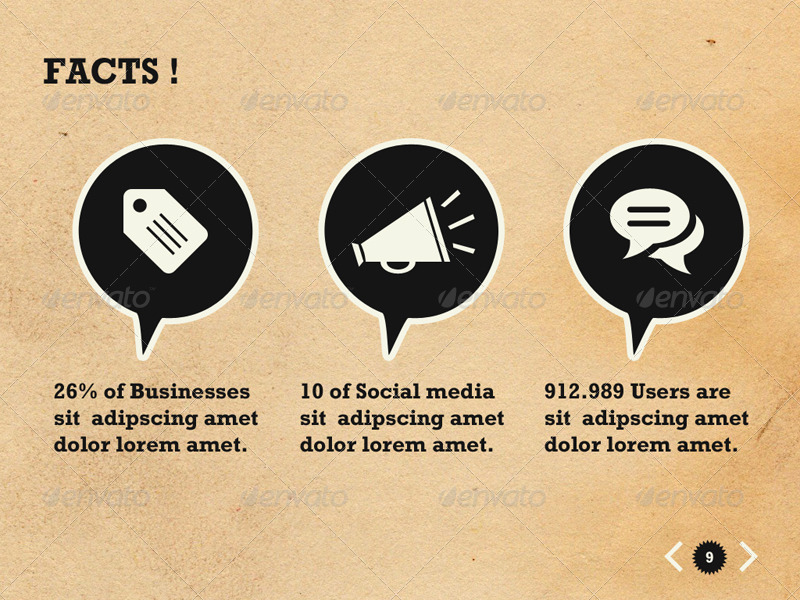 FACTS !
envato envato envato envato
envato envato envato envato
26% of Businesses
sit adipscing amet
dolor lorem amet.
10 of Social media
sit adipscing amet
dolor lorem amet.
912.989 Users are
sit adipscing amet
dolor lorem amet.
envato envato envato envato
9